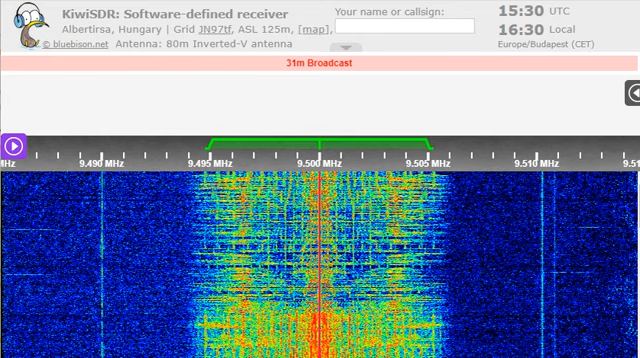 KiwiSDR: Software-defined receiver
Albertirsa, Hungary | Grid JN97tf, ASL 125m, [map],
© bluebison.net Antenna: 80m Inverted-V antenna
Your name or callsign:
15:30 UTC
16:30 Local
Europe/Budapest (CET)
31m Broadcast
MHz 9.490 MHz 9.495 MHz 9.500 MHz 9.505 MHz 9.510 MHz 9.51